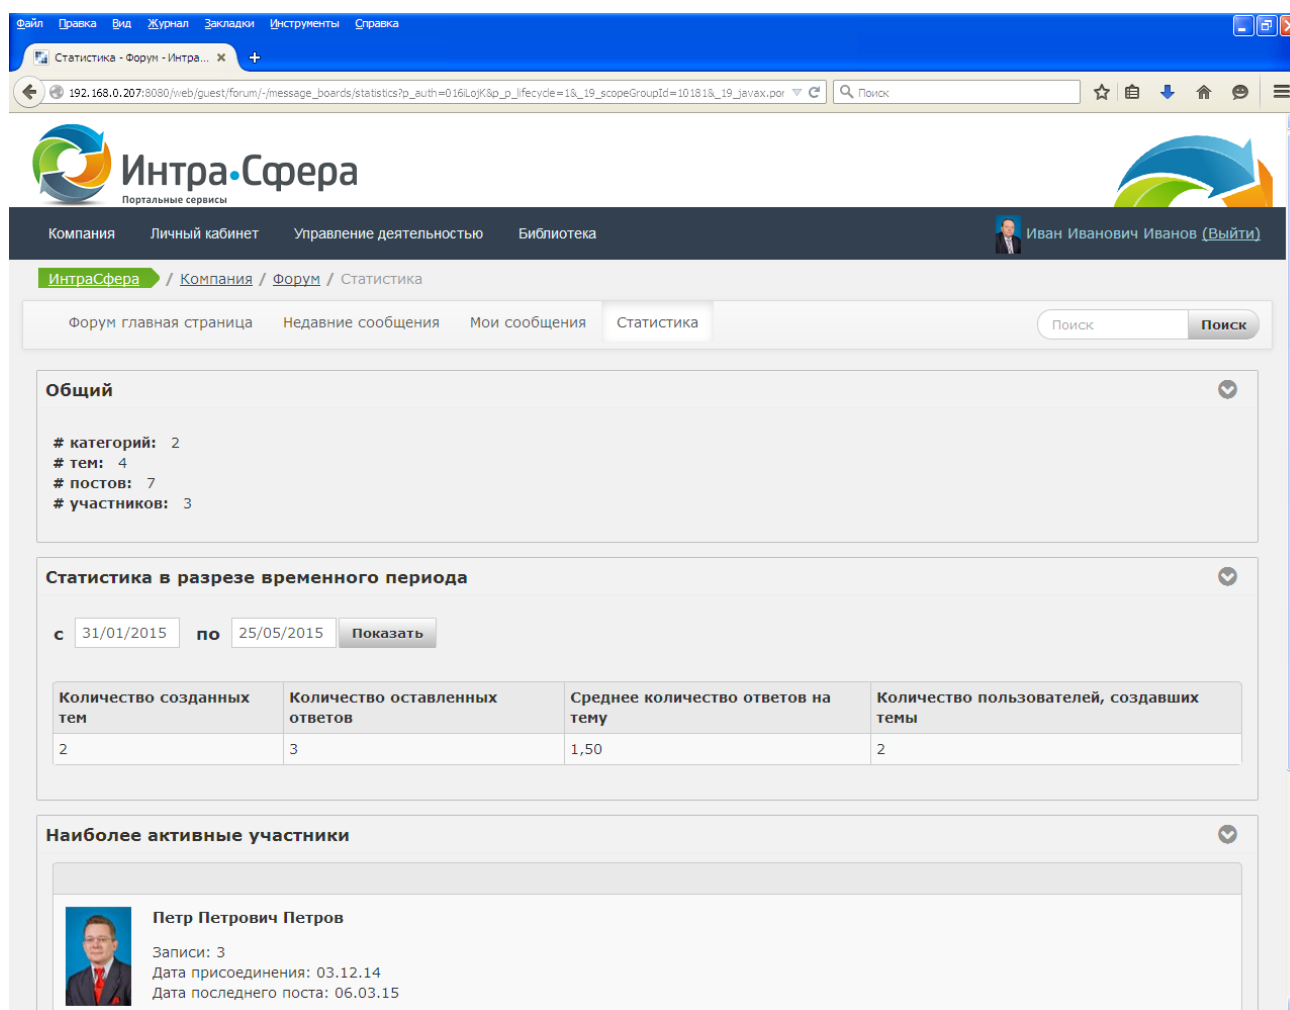 Файл Правка Вид Журнал Закладки Инструменты Справка
Статистика - Форум - Интра...
192.168.0.207:8080/web/guest/forum/-/message_boards/statistics?p_auth=016iLojK&p_p_lifecycle=1&_19_scopeGroupId=10181&_19_javax.por Поиск
Интра•Сфера
Портальные сервисы
Компания Личный кабинет Управление деятельностью Библиотека Иван Иванович Иванов (Выйти)
ИнтраСфера / Компания / Форум / Статистика
Форум главная страница Недавние сообщения Мои сообщения Статистика Поиск Поиск
Общий
# категорий: 2
# тем: 4
# постов: 7
# участников: 3
Статистика в разрезе временного периода
с 31/01/2015 по 25/05/2015 Показать
Количество созданных тем Количество оставленных ответов Среднее количество ответов на тему Количество пользователей, создавших темы
2 3 1,50 2
Наиболее активные участники
Петр Петрович Петров
Записи: 3
Дата присоединения: 03.12.14
Дата последнего поста: 06.03.15